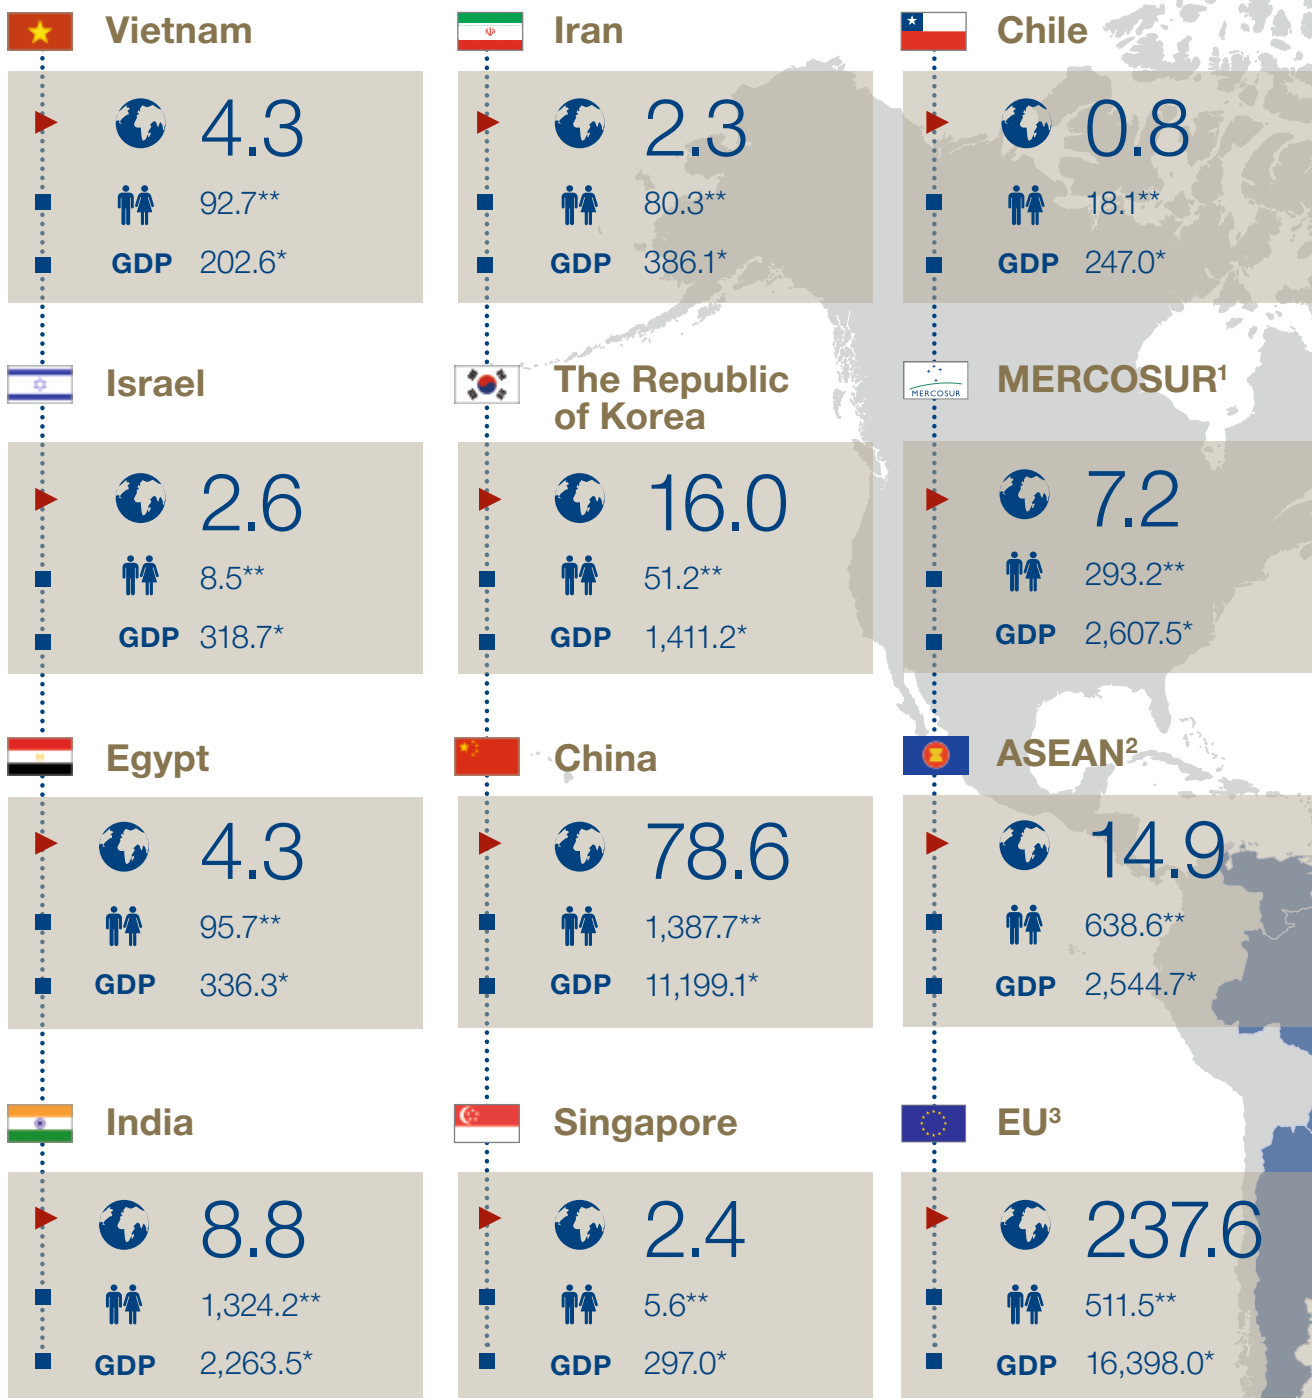 Vietnam
4.3
92.7**
GDP 202.6*
Iran
2.3
80.3**
GDP 386.1*
Chile
0.8
18.1**
GDP 247.0*
Israel
2.6
8.5**
GDP 318.7*
The Republic
of Korea
16.0
51.2**
GDP 1,411.2*
MERCOSUR
MERCOSUR¹
7.2
293.2**
GDP 2,607.5*
Egypt
4.3
95.7**
GDP 336.3*
China
78.6
1,387.7**
GDP 11,199.1*
ASEAN²
14.9
638.6**
GDP 2,544.7*
India
8.8
1,324.2**
GDP 2,263.5*
Singapore
2.4
5.6**
GDP 297.0*
EU³
237.6
511.5**
GDP 16,398.0*